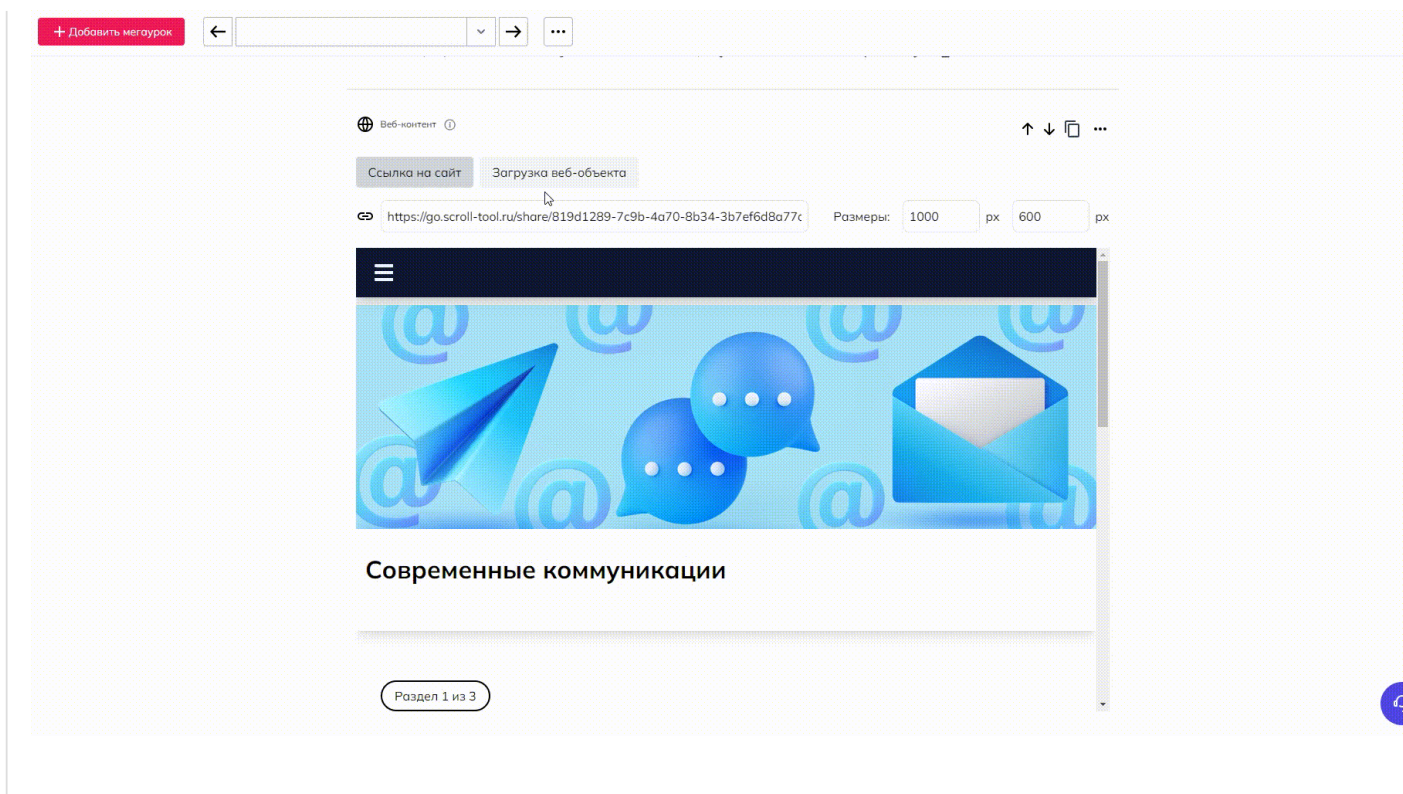 + Добавить мегаурок
Веб-контент
Ссылка на сайт Загрузка веб-объекта
https://go.scroll-tool.ru/share/819d1289-7c9b-4a70-8b34-3b7ef6d8a77c Размеры: 1000 px 600 px
@ @ @ @
@ @ @ @
Современные коммуникации
Раздел 1 из 3